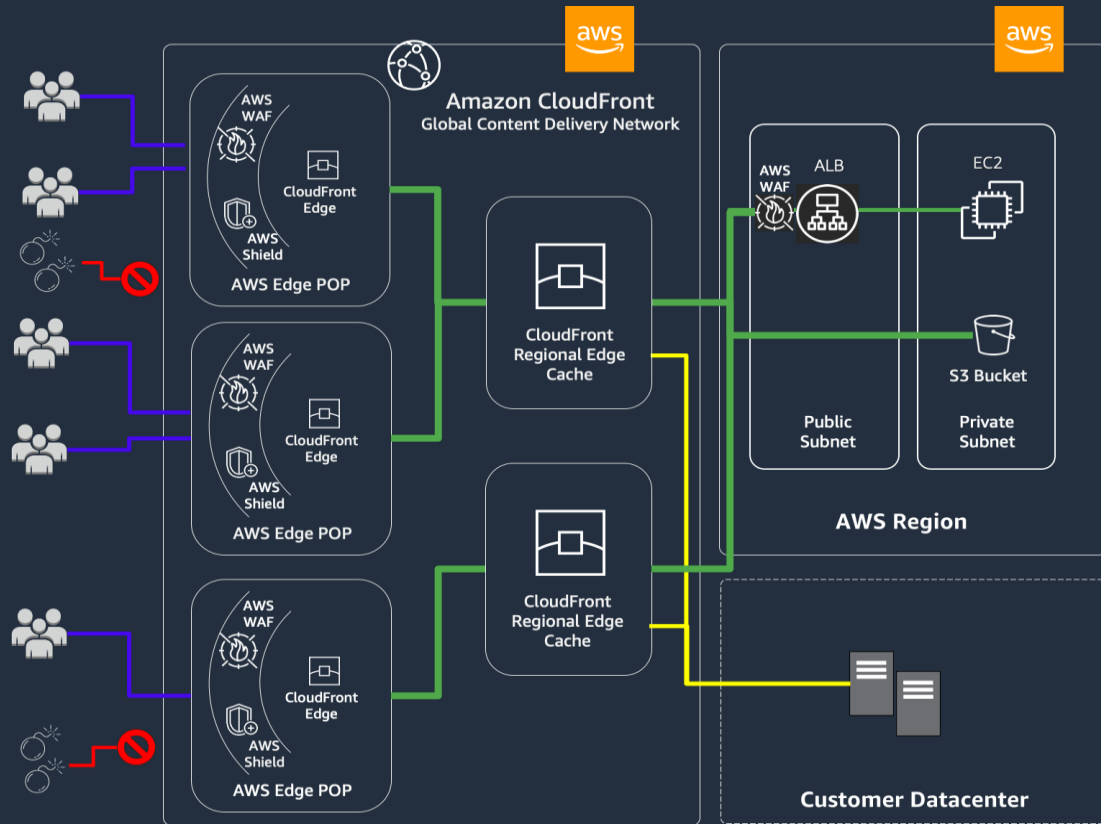 aws
aws
Amazon CloudFront
Global Content Delivery Network
AWS
WAF
CloudFront
Edge
AWS
Shield
AWS Edge POP
AWS
WAF
CloudFront
Edge
AWS
Shield
AWS Edge POP
AWS
WAF
CloudFront
Edge
AWS
Shield
AWS Edge POP
CloudFront
Regional Edge
Cache
CloudFront
Regional Edge
Cache
AWS
WAF
ALB
EC2
S3 Bucket
Public
Subnet
Private
Subnet
AWS Region
Customer Datacenter